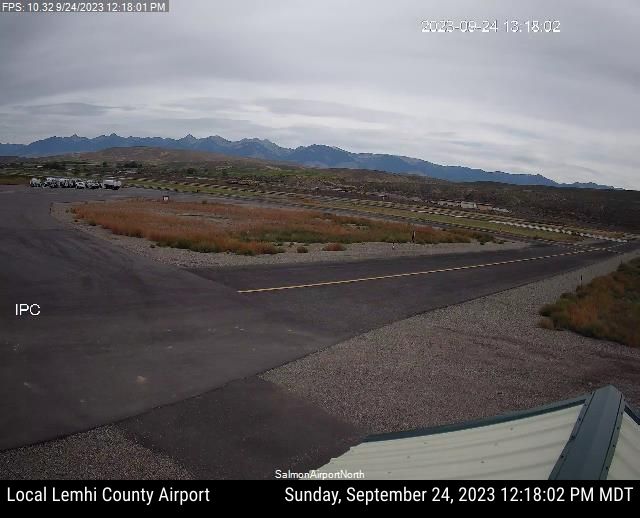 FPS: 10.32 9/24/2023 12:18:01 PM
2023-09-24 13:18:02
IPC
SalmonAirportNorth
Local Lemhi County Airport Sunday, September 24, 2023 12:18:02 PM MDT